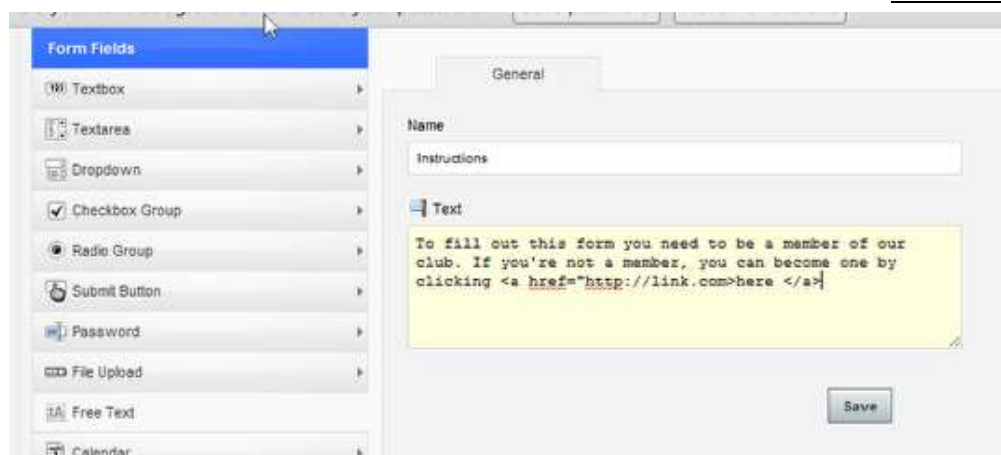 Form Fields
Textbox
Textarea
Dropdown
Checkbox Group
Radio Group
Submit Button
Password
File Upload
Free Text
Calendar
General
Name
Instructions
Text
To fill out this form you need to be a member of our
club. If you're not a member, you can become one by
clicking <a href="http://link.com>here </a>
Save